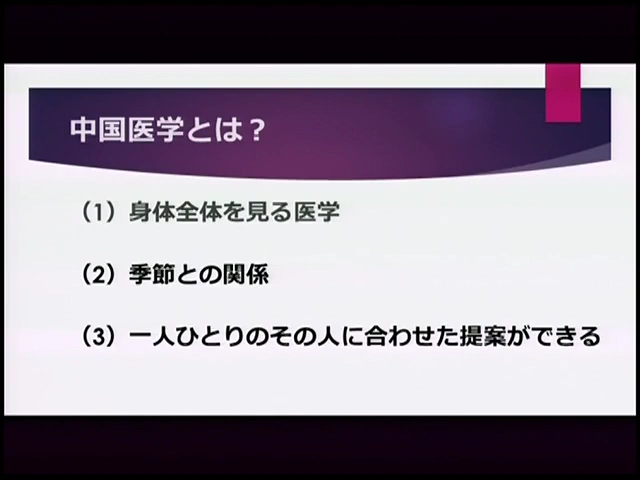 中国医学とは？
（1）身体全体を見る医学
（2）季節との関係
（3）一人ひとりのその人に合わせた提案ができる